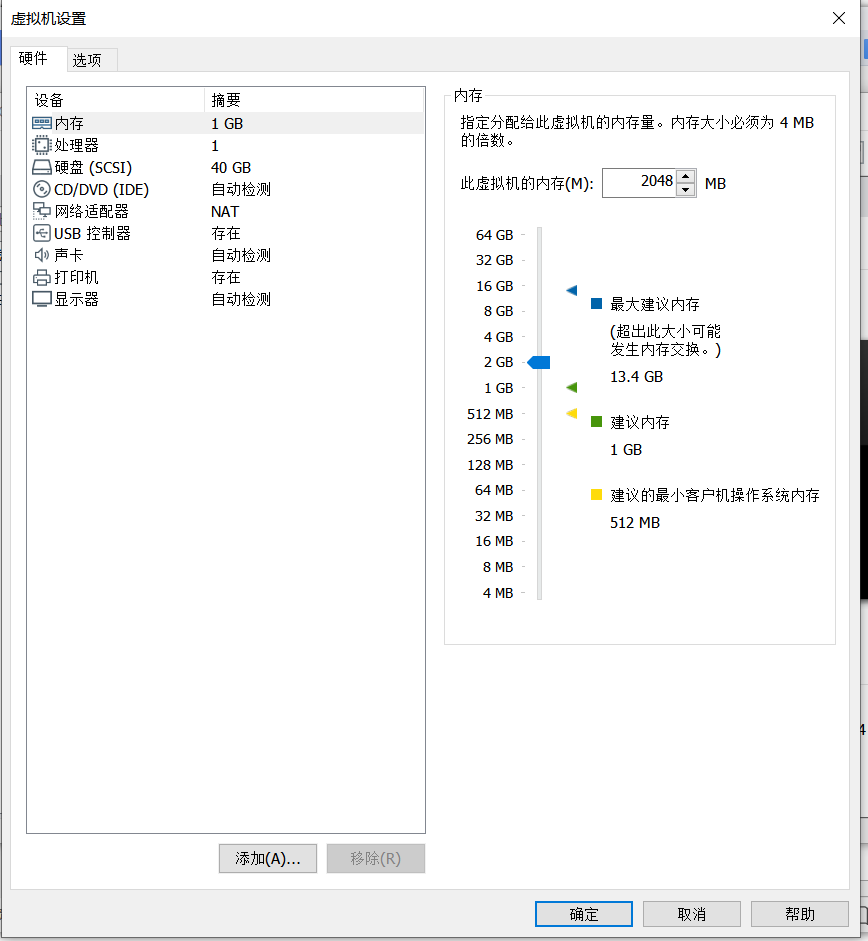 虚拟机设置
硬件
选项
设备 摘要
内存 1 GB
处理器 1
硬盘 (SCSI) 40 GB
CD/DVD (IDE) 自动检测
网络适配器 NAT
USB 控制器 存在
声卡 自动检测
打印机 存在
显示器 自动检测
添加(A)...
移除(R)
内存
指定分配给此虚拟机的内存量。内存大小必须为 4 MB
的倍数。
此虚拟机的内存(M): 2048 MB
64 GB
32 GB
16 GB
8 GB
4 GB
2 GB
1 GB
512 MB
256 MB
128 MB
64 MB
32 MB
16 MB
8 MB
4 MB
最大建议内存
(超出此大小可能
发生内存交换。)
13.4 GB
建议内存
1 GB
建议的最小客户机操作系统内存
512 MB
确定
取消
帮助